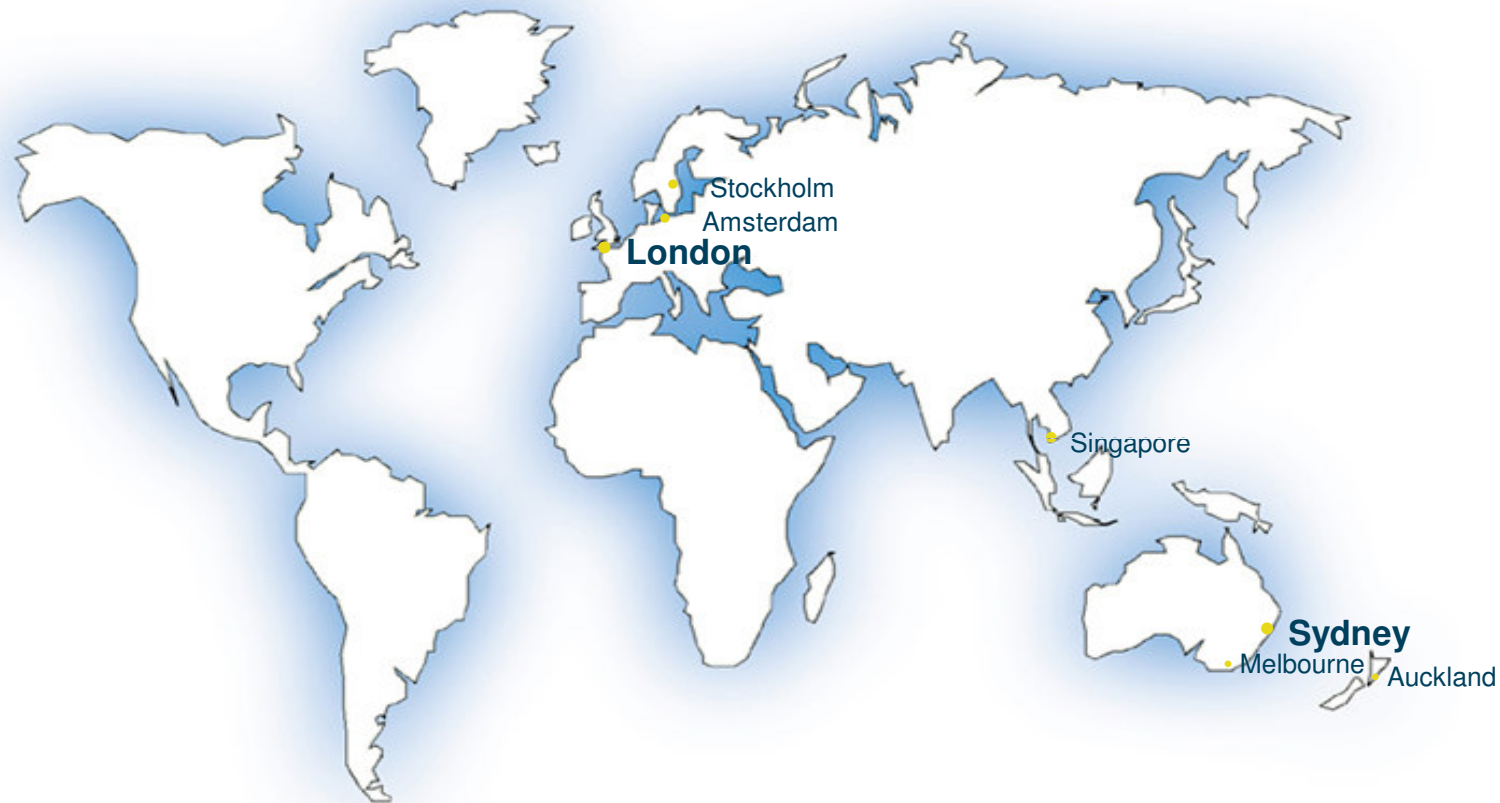 Stockholm
Amsterdam
London
Singapore
Sydney
Melbourne
Auckland